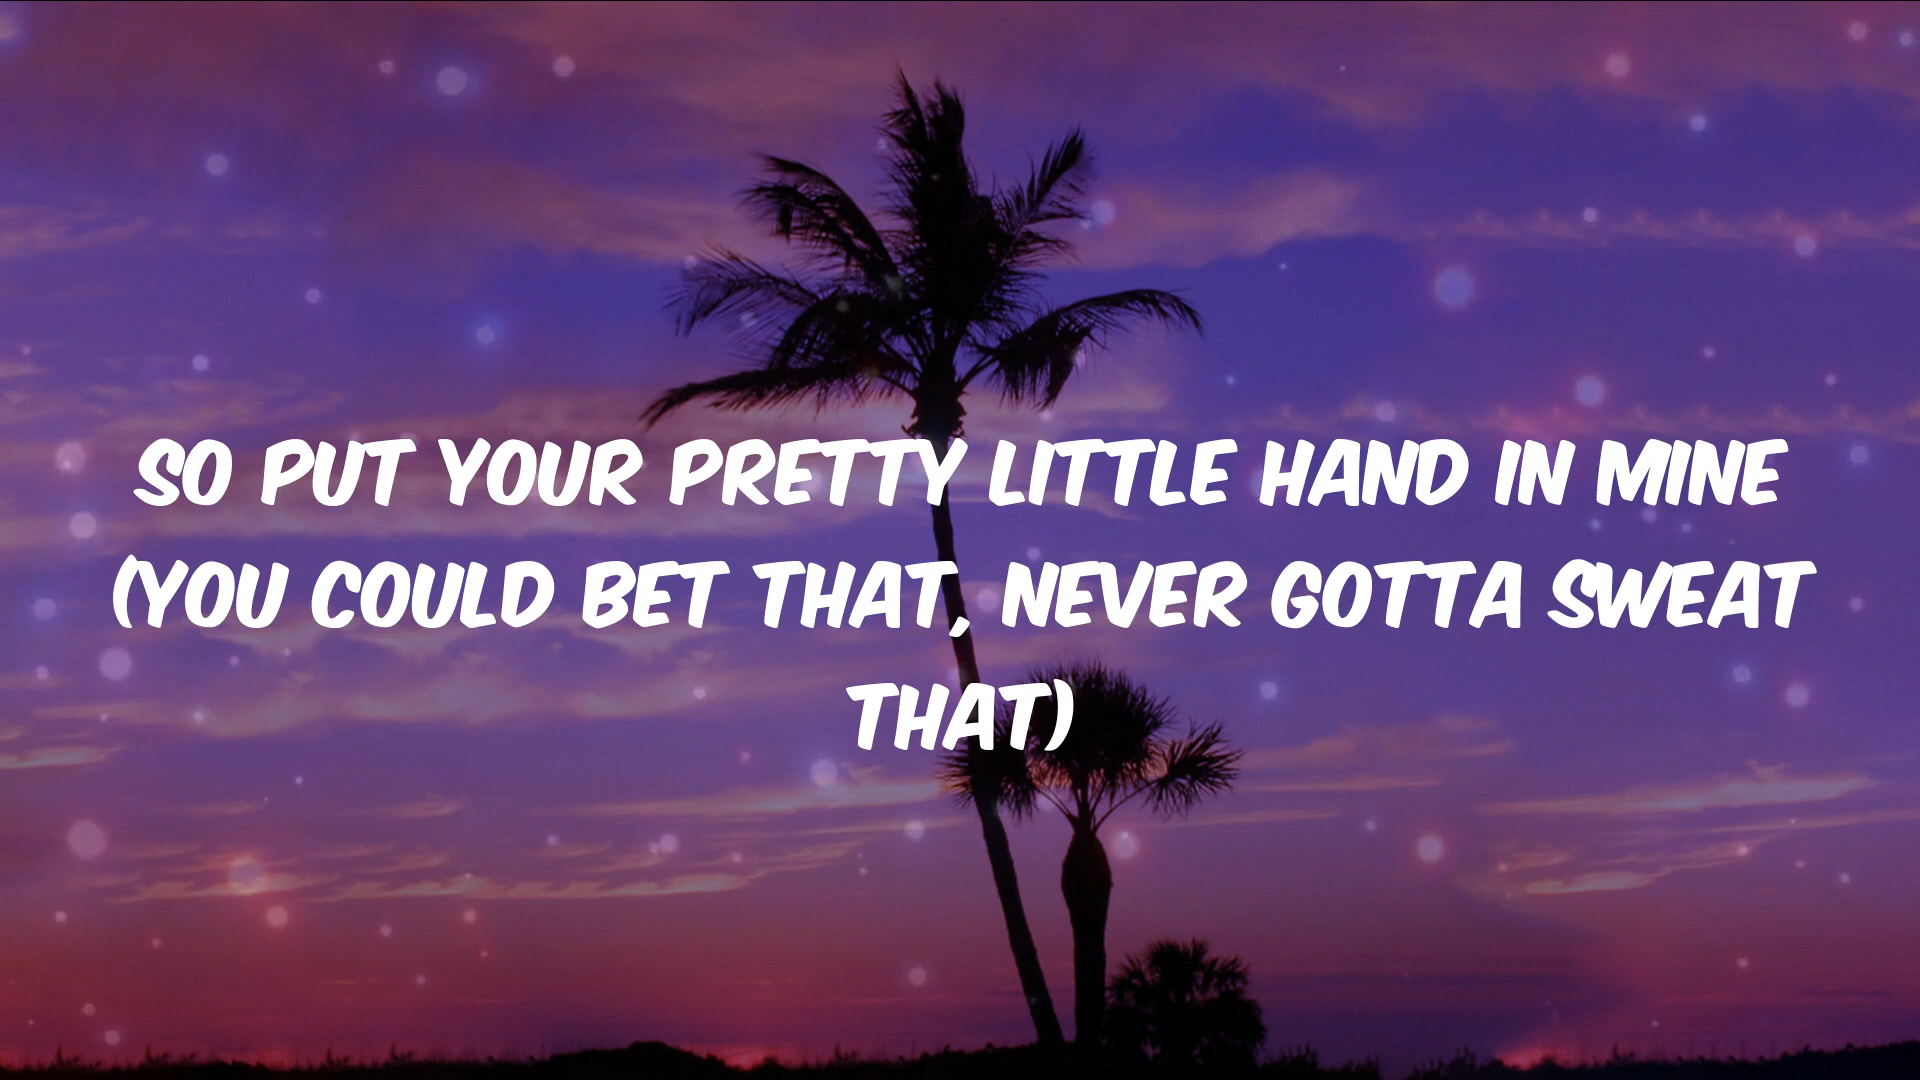 SO PUT YOUR PRETTY LITTLE HAND IN MINE
(YOU COULD BET THAT, NEVER GOTTA SWEAT
THAT)